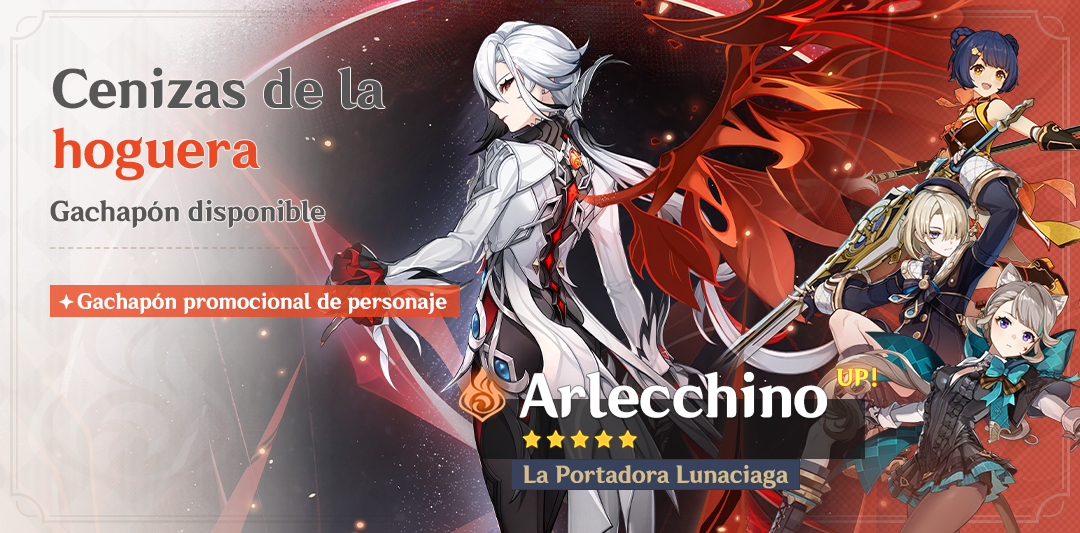 Cenizas de la
hoguera
Gachapón disponible
Gachapón promocional de personaje
Arlecchino
UP!
La Portadora Lunaciaga